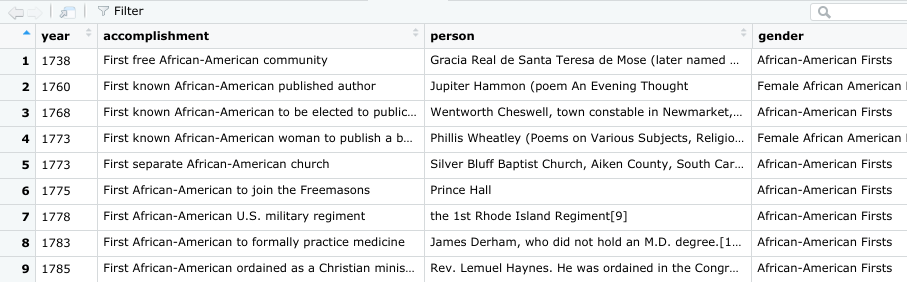 Filter
year accomplishment person gender
1 1738 First free African-American community Gracia Real de Santa Teresa de Mose (later named ... African-American Firsts
2 1760 First known African-American published author Jupiter Hammon (poem An Evening Thought Female African American
3 1768 First known African-American to be elected to public... Wentworth Cheswell, town constable in Newmarket,... African-American Firsts
4 1773 First known African-American woman to publish a b... Phillis Wheatley (Poems on Various Subjects, Religio... Female African American
5 1773 First separate African-American church Silver Bluff Baptist Church, Aiken County, South Car... African-American Firsts
6 1775 First African-American to join the Freemasons Prince Hall African-American Firsts
7 1778 First African-American U.S. military regiment the 1st Rhode Island Regiment[9] African-American Firsts
8 1783 First African-American to formally practice medicine James Derham, who did not hold an M.D. degree.[1... African-American Firsts
9 1785 First African-American ordained as a Christian minis... Rev. Lemuel Haynes. He was ordained in the Congr... African-American Firsts